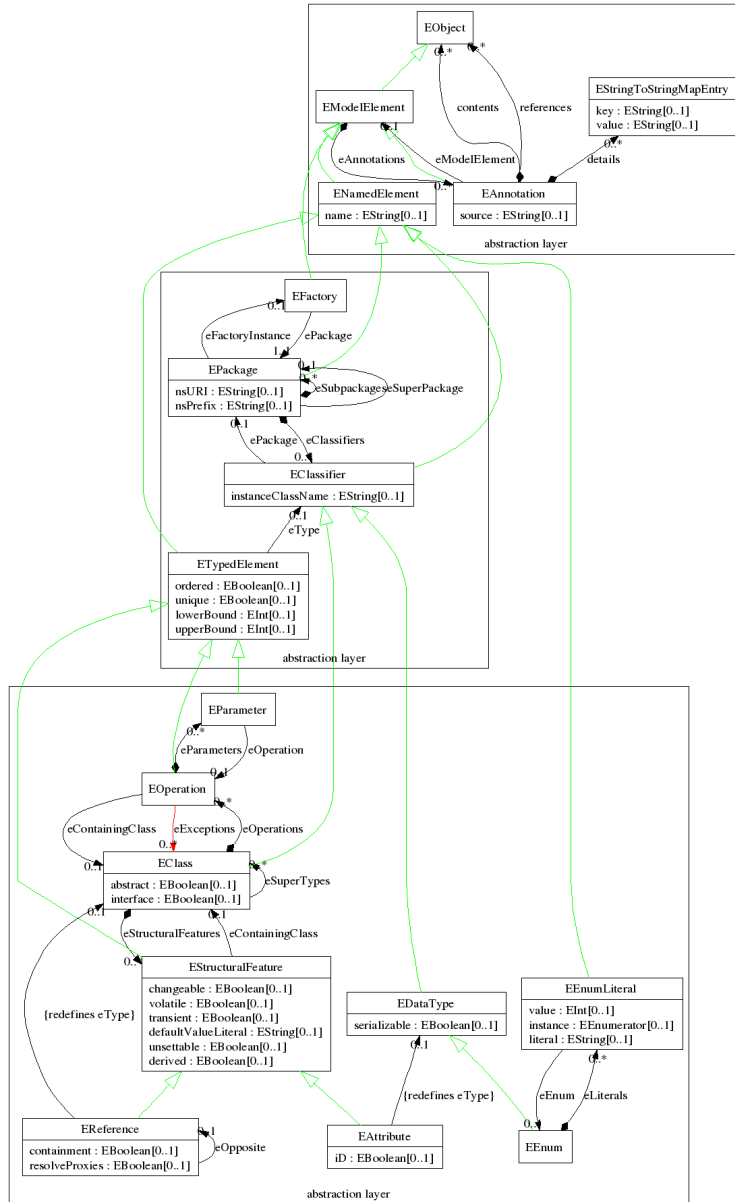 EObject
0..*
0..*
EStringToStringMapEntry
key : EString[0..1]
value : EString[0..1]
EModelElement
contents
references
0..1
0..*
eAnnotations
eModelElement
details
0..*
ENamedElement
name : EString[0..1]
EAnnotation
source : EString[0..1]
abstraction layer
EFactory
0..1
eFactoryInstance
ePackage
1..1
EPackage
0..1
nsURI : EString[0..1]
nsPrefix : EString[0..1]
0..*
eSubpackages
eSuperPackage
0..1
ePackage
eClassifiers
EClassifier
instanceClassName : EString[0..1]
0..1
eType
ETypedElement
ordered : EBoolean[0..1]
unique : EBoolean[0..1]
lowerBound : EInt[0..1]
upperBound : EInt[0..1]
abstraction layer
EParameter
0..*
eParameters
eOperation
0..1
EOperation
0..*
eContainingClass
eExceptions
eOperations
0..*
0..1
EClass
0..*
abstract : EBoolean[0..1]
interface : EBoolean[0..1]
eSuperTypes
0..1
0..1
eStructuralFeatures
eContainingClass
EStructuralFeature
changeable : EBoolean[0..1]
volatile : EBoolean[0..1]
transient : EBoolean[0..1]
defaultValueLiteral : EString[0..1]
unsettable : EBoolean[0..1]
derived : EBoolean[0..1]
{redefines eType}
EDataType
serializable : EBoolean[0..1]
0..1
EEnumLiteral
value : EInt[0..1]
instance : EEnumerator[0..1]
literal : EString[0..1]
0..*
{redefines eType}
eEnum
eLiterals
EReference
containment : EBoolean[0..1]
resolveProxies : EBoolean[0..1]
0..1
eOpposite
EAttribute
iD : EBoolean[0..1]
EEnum
abstraction layer